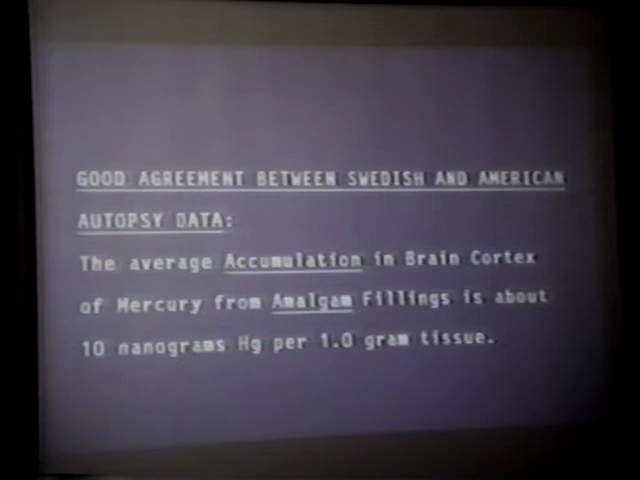 GOOD AGREEMENT BETWEEN SWEDISH AND AMERICAN
AUTOPSY DATA:
The average Accumulation in Brain Cortex
of Mercury from Amalgam Fillings is about
10 nanograms Hg per 1.0 gram tissue.